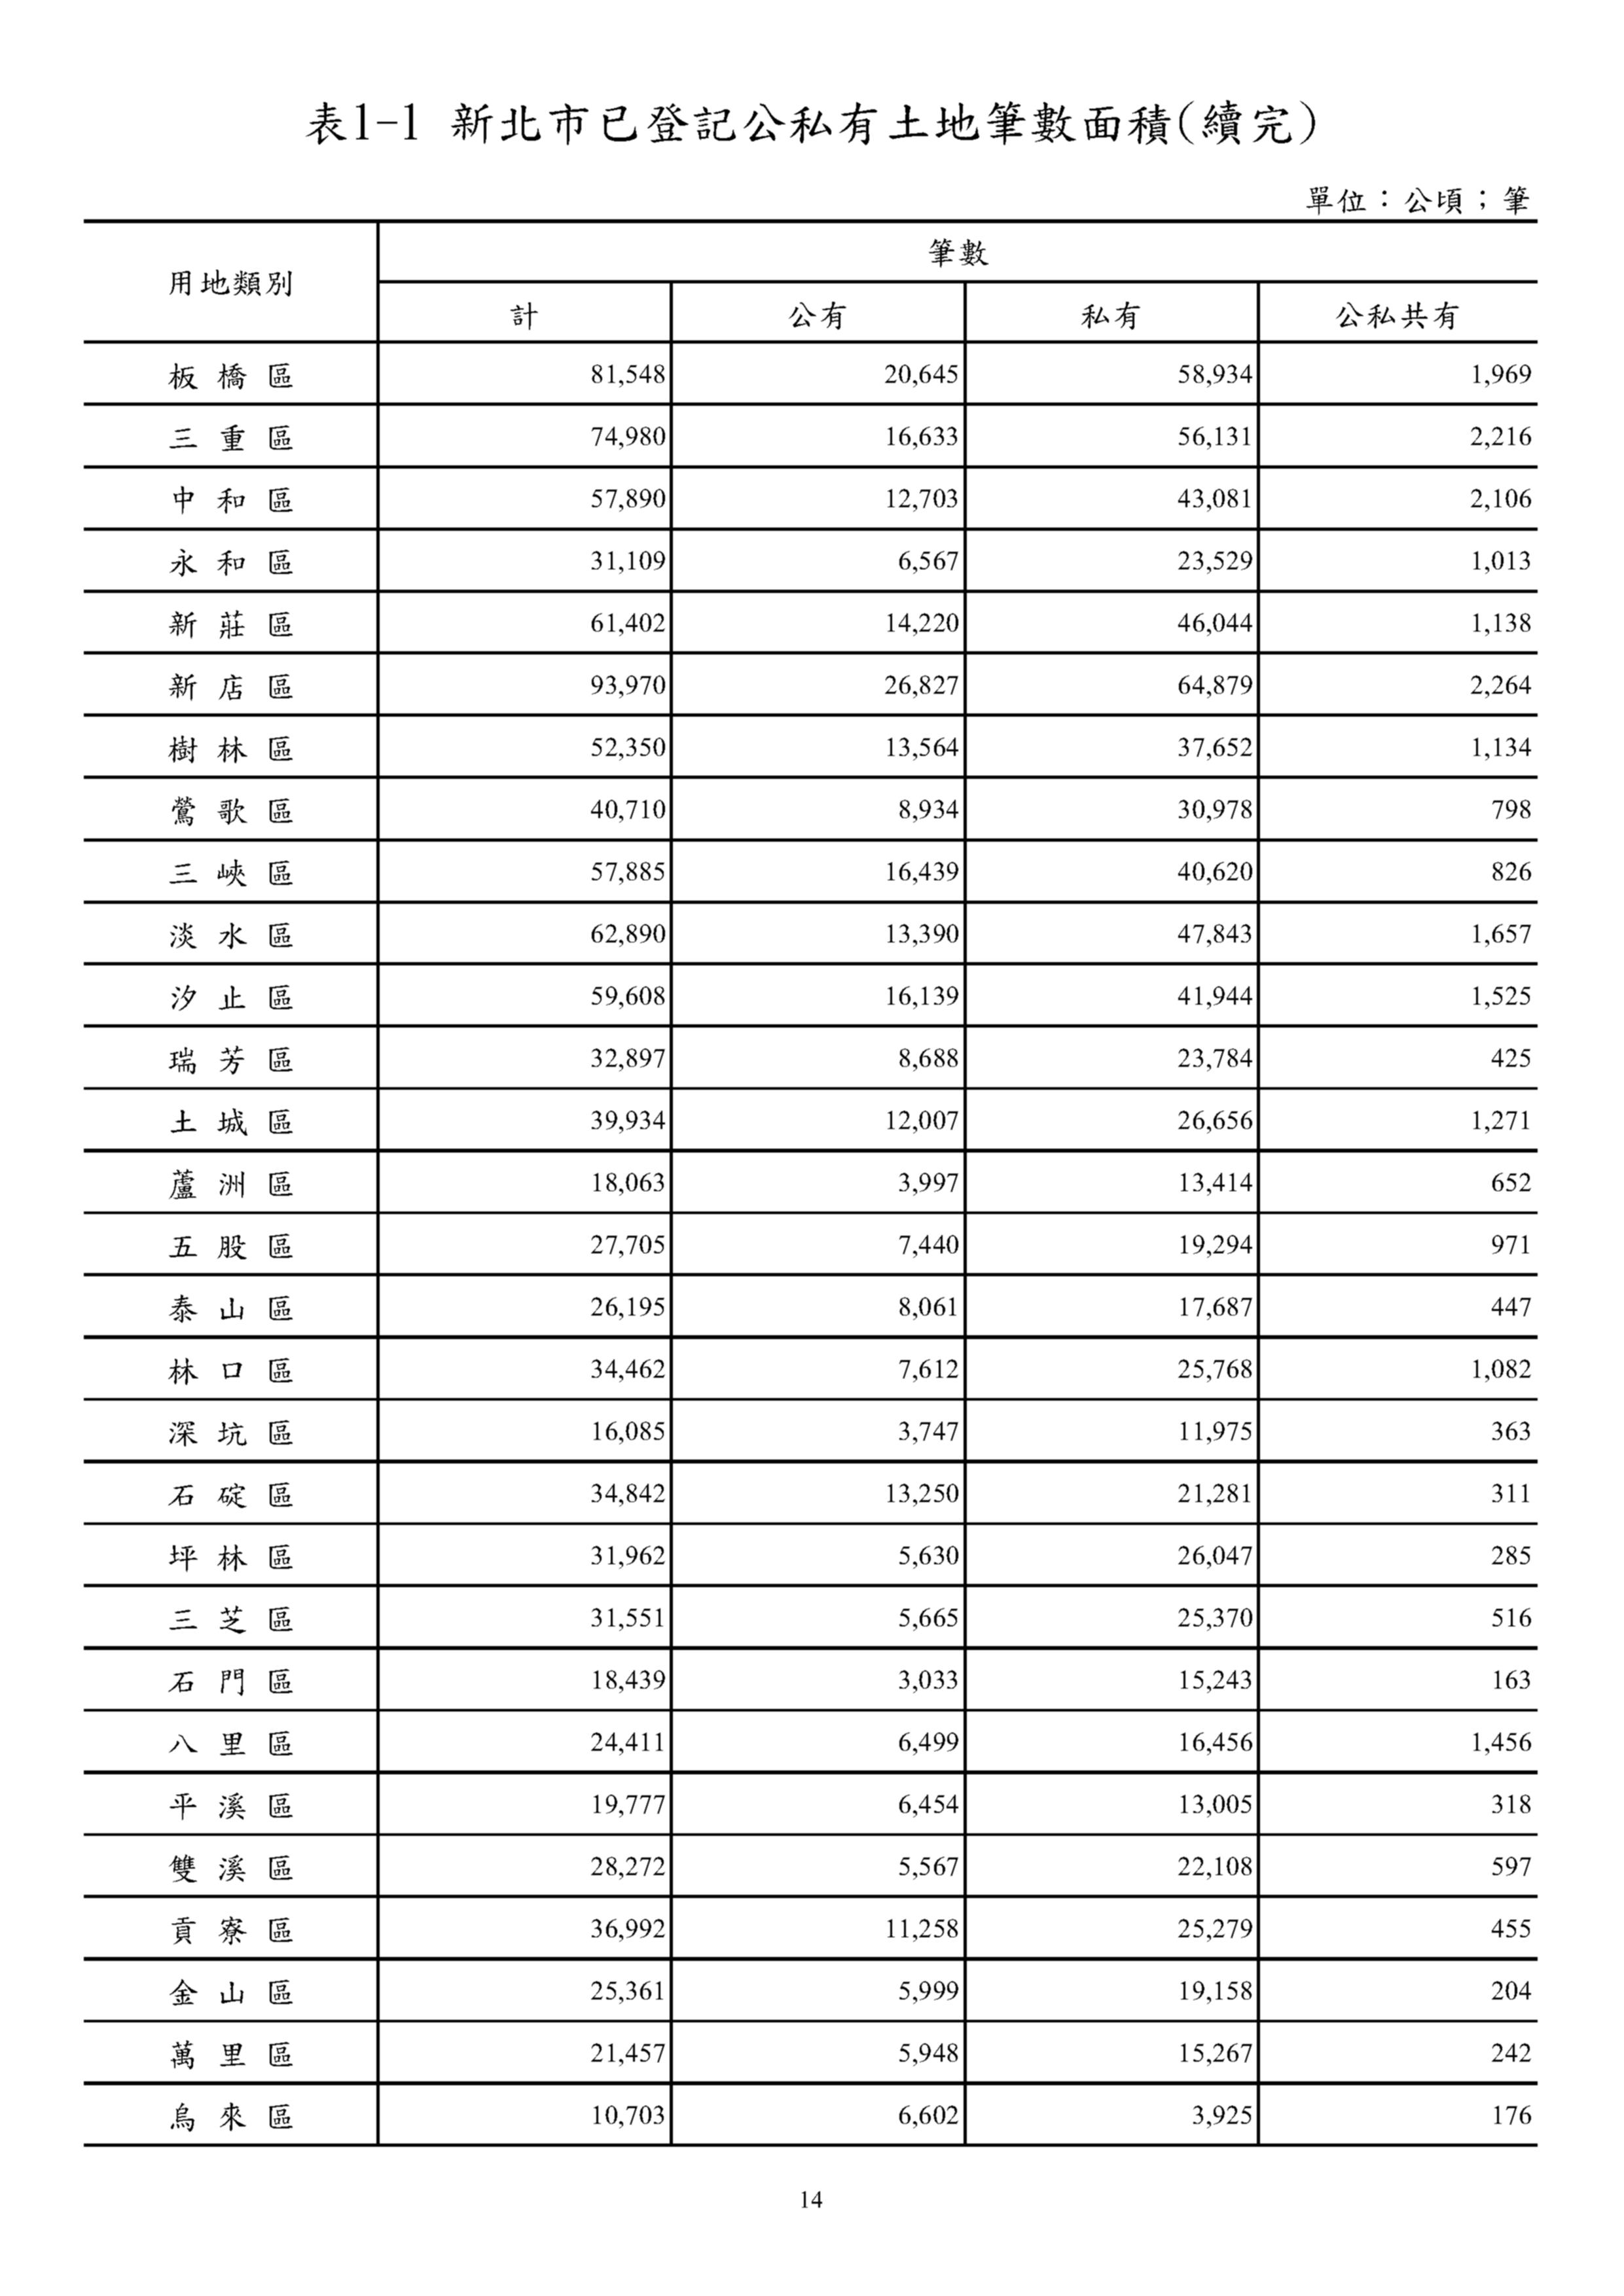 表1-1 新北市已登記公私有土地筆數面積(續完)
單位：公頃；筆
用地類別 筆數
計 公有 私有 公私共有
板橋區 81,548 20,645 58,934 1,969
三重區 74,980 16,633 56,131 2,216
中和區 57,890 12,703 43,081 2,106
永和區 31,109 6,567 23,529 1,013
新莊區 61,402 14,220 46,044 1,138
新店區 93,970 26,827 64,879 2,264
樹林區 52,350 13,564 37,652 1,134
鶯歌區 40,710 8,934 30,978 798
三峽區 57,885 16,439 40,620 826
淡水區 62,890 13,390 47,843 1,657
汐止區 59,608 16,139 41,944 1,525
瑞芳區 32,897 8,688 23,784 425
土城區 39,934 12,007 26,656 1,271
蘆洲區 18,063 3,997 13,414 652
五股區 27,705 7,440 19,294 971
泰山區 26,195 8,061 17,687 447
林口區 34,462 7,612 25,768 1,082
深坑區 16,085 3,747 11,975 363
石碇區 34,842 13,250 21,281 311
坪林區 31,962 5,630 26,047 285
三芝區 31,551 5,665 25,370 516
石門區 18,439 3,033 15,243 163
八里區 24,411 6,499 16,456 1,456
平溪區 19,777 6,454 13,005 318
雙溪區 28,272 5,567 22,108 597
貢寮區 36,992 11,258 25,279 455
金山區 25,361 5,999 19,158 204
萬里區 21,457 5,948 15,267 242
烏來區 10,703 6,602 3,925 176
14